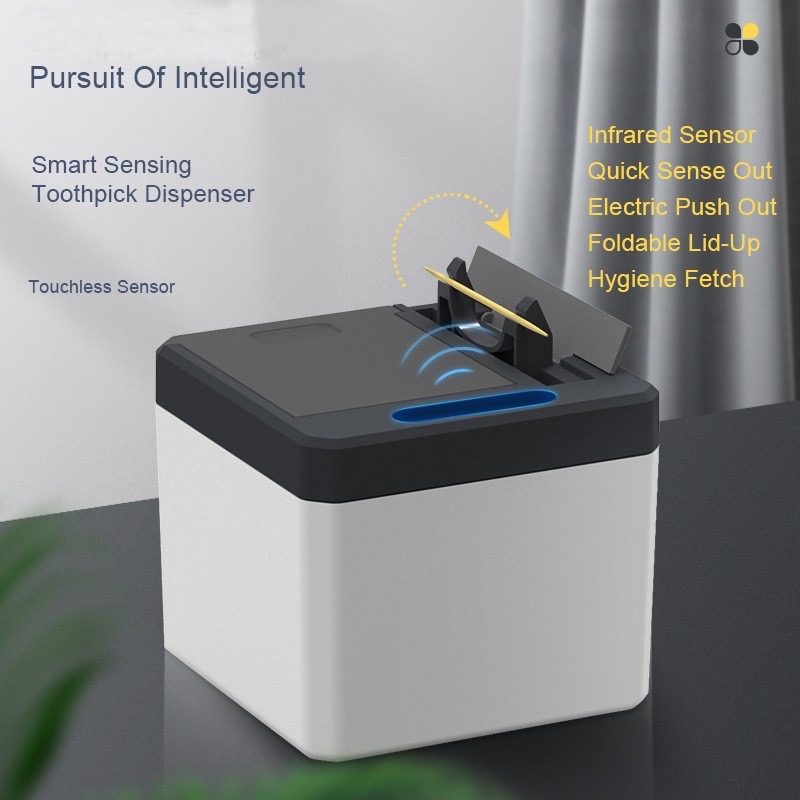 Pursuit Of Intelligent
Smart Sensing
Toothpick Dispenser
Touchless Sensor
Infrared Sensor
Quick Sense Out
Electric Push Out
Foldable Lid-Up
Hygiene Fetch